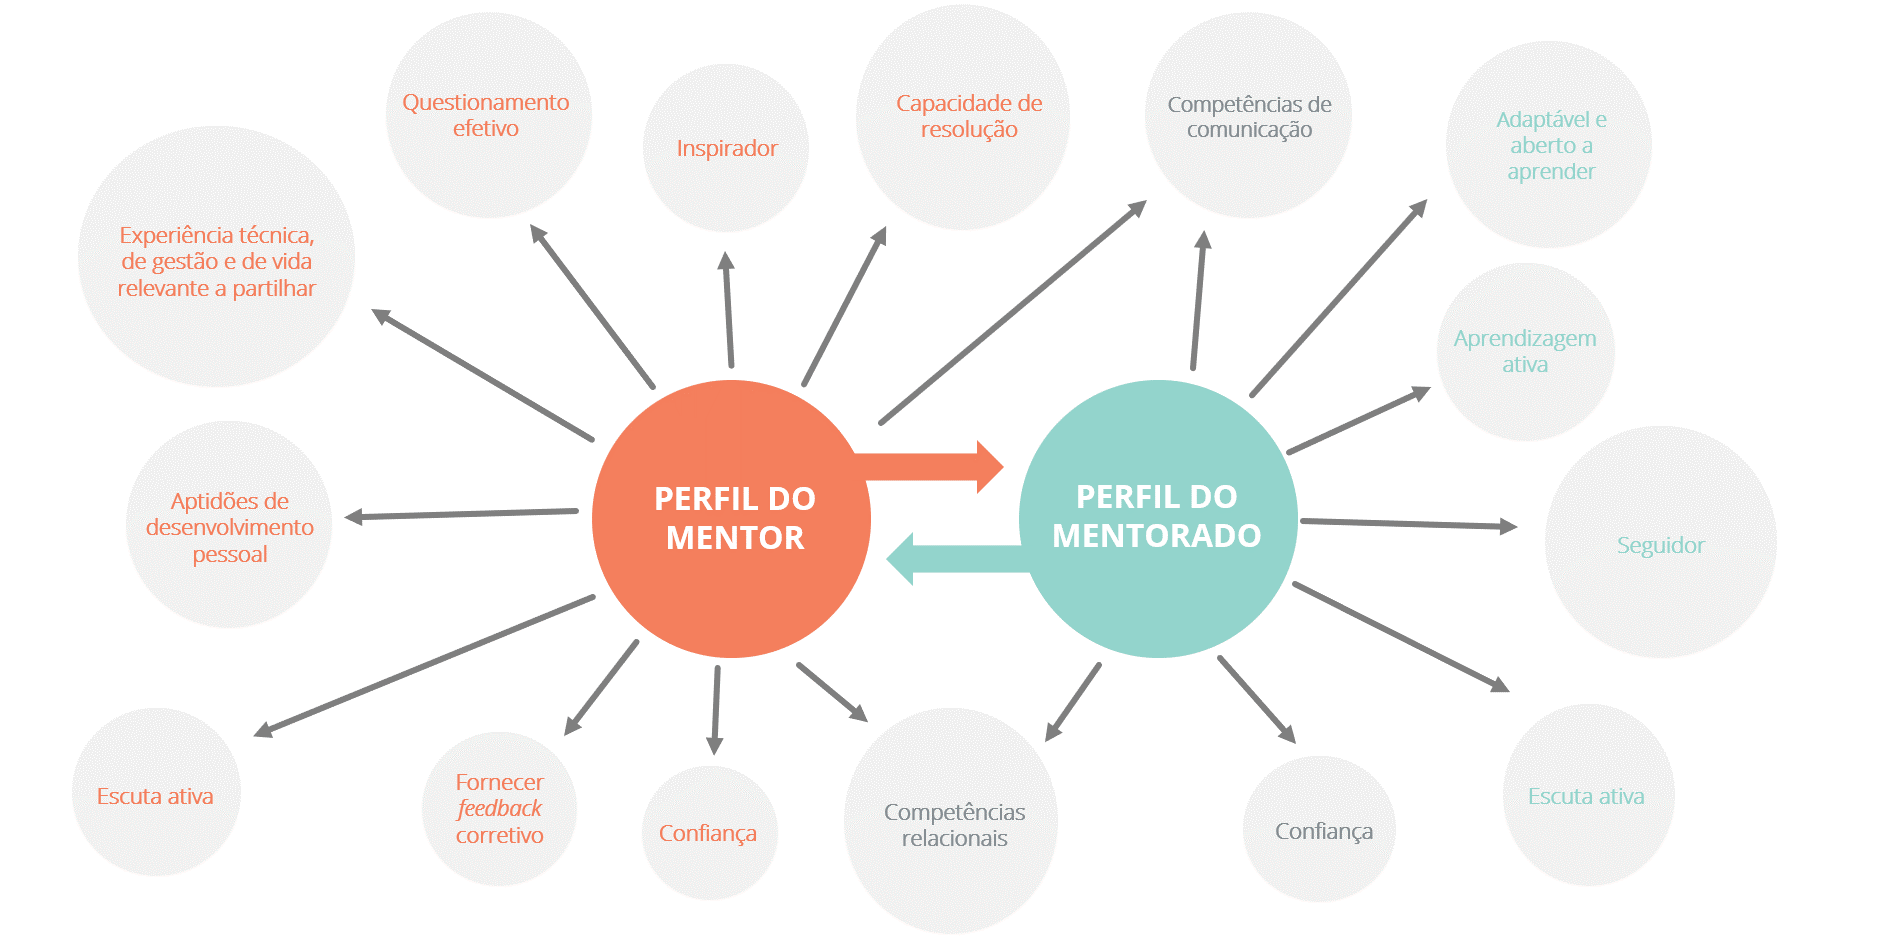 Questionamento
efetivo
Inspirador
Capacidade de
resolução
Competências de
comunicação
Adaptável e
aberto a
aprender
Experiência técnica,
de gestão e de vida
relevante a partilhar
Aprendizagem
ativa
Aptidões de
desenvolvimento
pessoal
PERFIL DO
MENTOR
PERFIL DO
MENTORADO
Seguidor
Escuta ativa
Fornecer
feedback
corretivo
Confiança
Competências
relacionais
Confiança
Escuta ativa